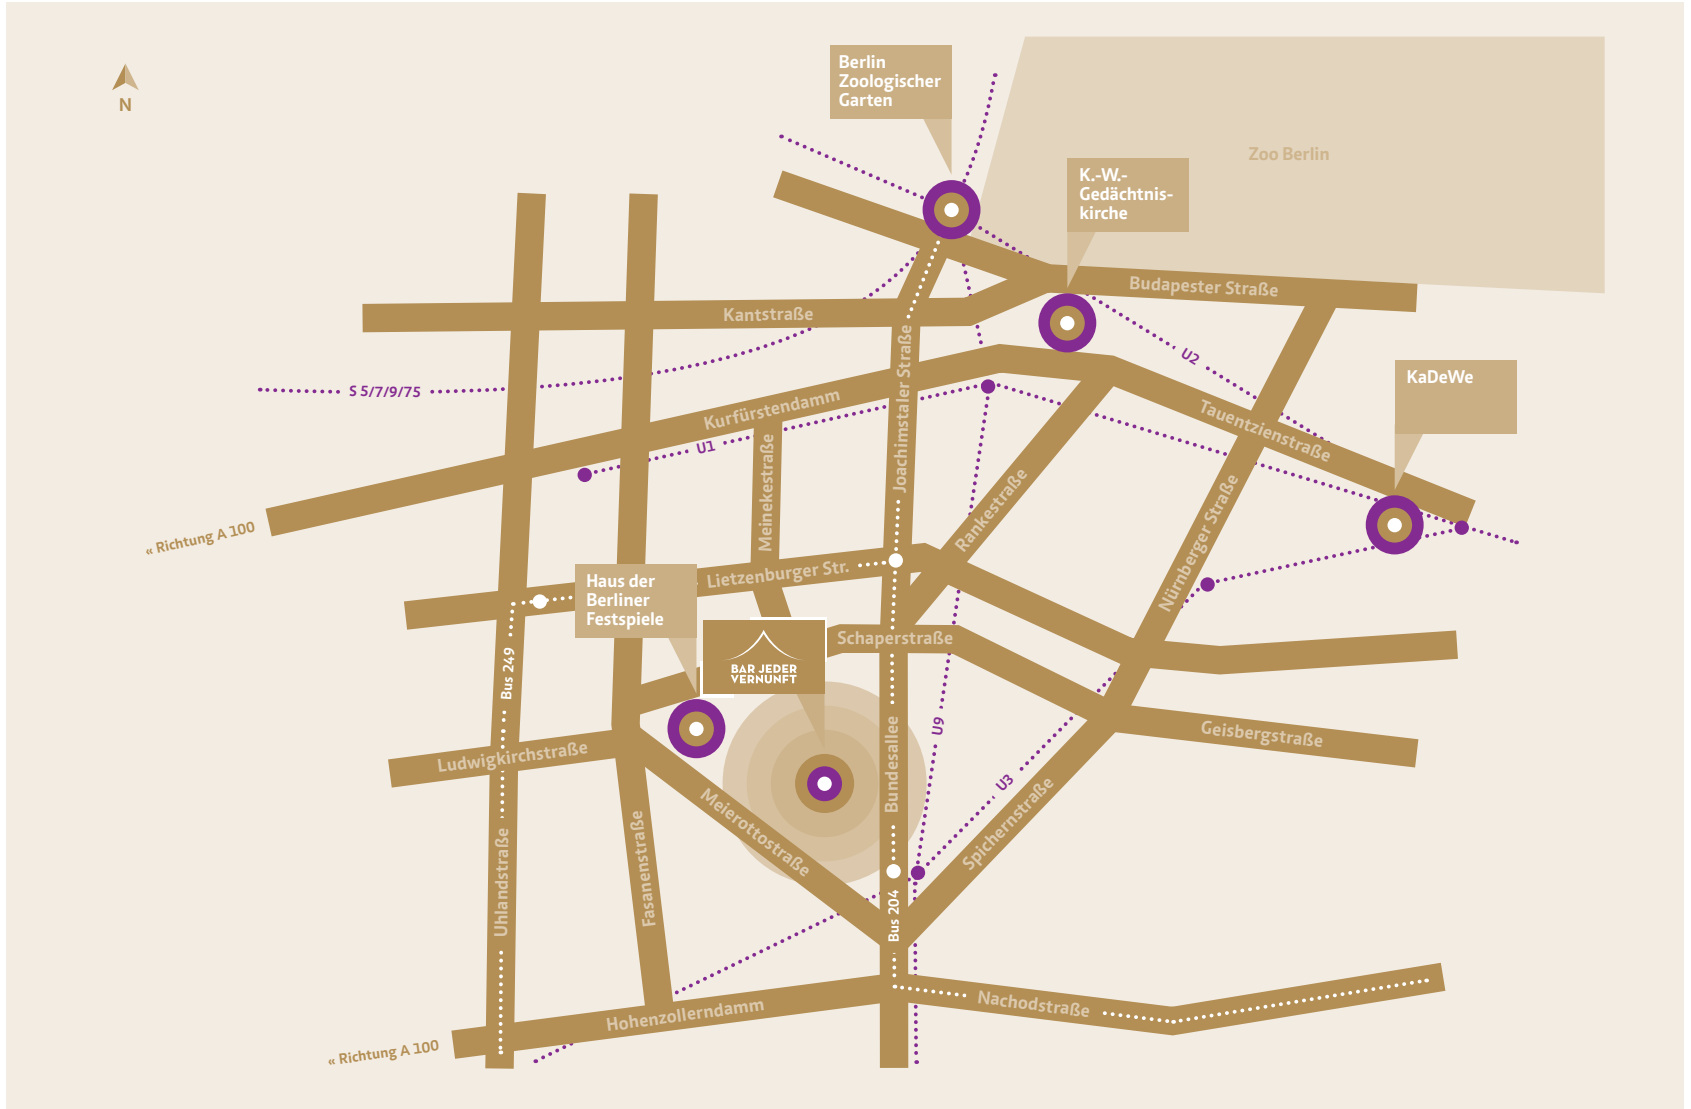 Berlin
Zoologischer
Garten
N
Zoo Berlin
K.-W.-
Gedächtnis-
kirche
Budapester Straße
Kantstraße
U2
S 5/7/9/75
KaDeWe
Kurfürstendamm
Joachimstaler Straße
Tauentzienstraße
U1
Meinekestraße
Rankestraße
Nürnberger Straße
« Richtung A 100
Lietzenburger Str.
Haus der
Berliner
Festspiele
Schaperstraße
BAR JEDER
VERNUNFT
Bus 249
U9
Geisbergstraße
Ludwigkirchstraße
Bundesallee
U3
Meierottostraße
Spichernstraße
Uhlandstraße
Fasanenstraße
Bus 204
Hohenzollerndamm
Nachodstraße
« Richtung A 100